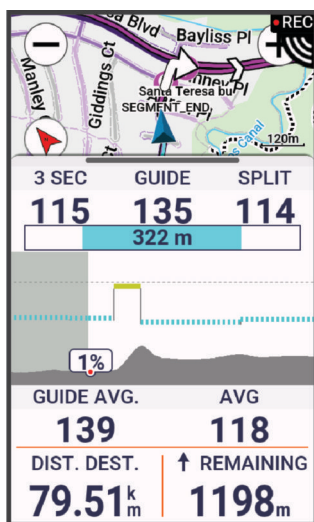 Blvd
Bayliss Pl
REC
Manley
Giddings Ct
Pl
Santa Teresa bu
SEGMENT_END
Canal
120m
3 SEC GUIDE SPLIT
115 135 114
322 m
1%
GUIDE AVG. AVG
139 118
DIST. DEST. ↑ REMAINING
79.51 km 1198m